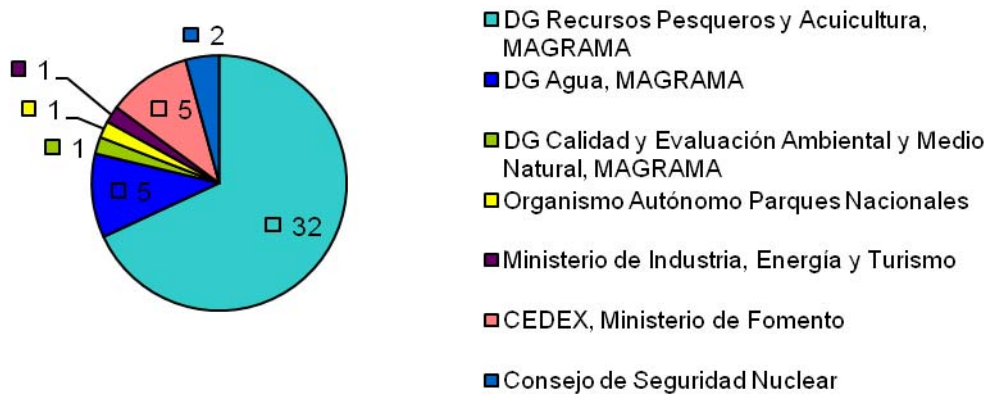 2
1
1
1
5
5
32
DG Recursos Pesqueros y Acuicultura,
MAGRAMA
DG Agua, MAGRAMA
DG Calidad y Evaluación Ambiental y Medio
Natural, MAGRAMA
Organismo Autónomo Parques Nacionales
Ministerio de Industria, Energía y Turismo
CEDEX, Ministerio de Fomento
Consejo de Seguridad Nuclear